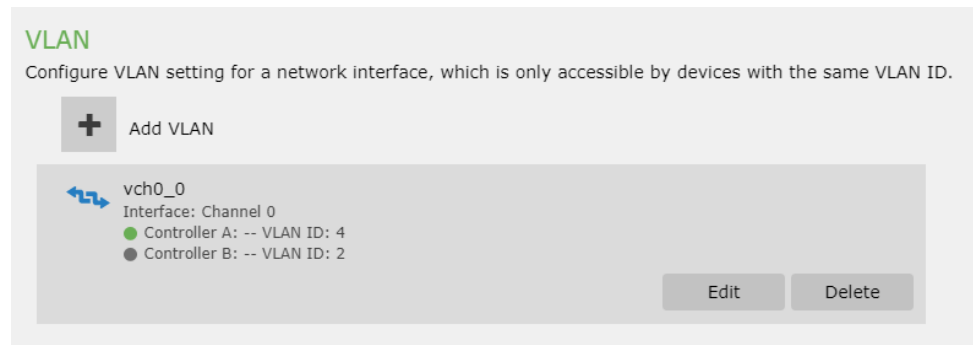 VLAN
Configure VLAN setting for a network interface, which is only accessible by devices with the same VLAN ID.
Add VLAN
vch0_0
Interface: Channel 0
Controller A: -- VLAN ID: 4
Controller B: -- VLAN ID: 2
Edit Delete